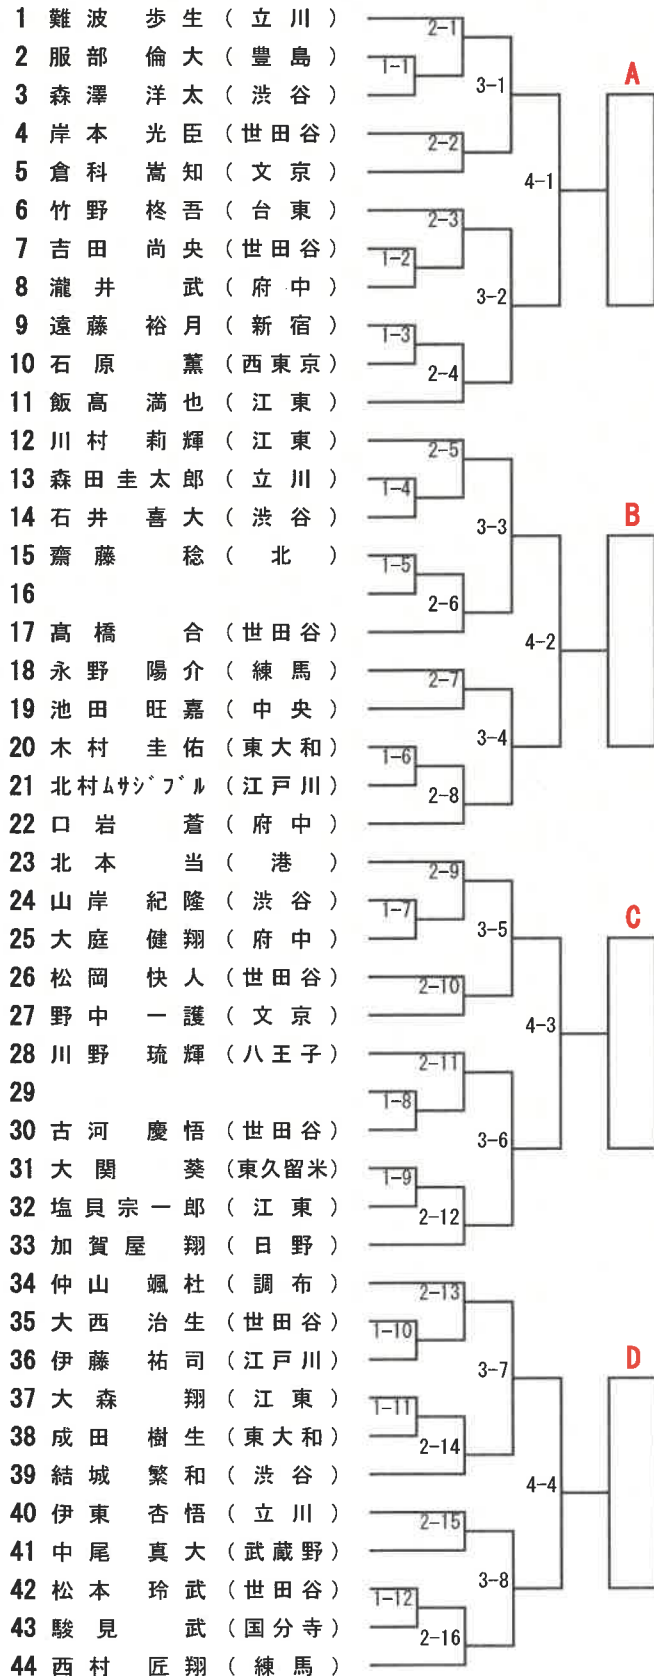 1 難波 歩生 (立川)
2 服部 倫大 (豊島)
3 森澤 洋太 (渋谷)
4 岸本 光臣 (世田谷)
5 倉科 嵩知 (文京)
6 竹野 柊吾 (台東)
7 吉田 尚央 (世田谷)
8 瀧井 武 (府中)
9 遠藤 裕月 (新宿)
10 石原 薫 (西東京)
11 飯髙 満也 (江東)
12 川村 莉輝 (江東)
13 森田圭太郎 (立川)
14 石井 喜大 (渋谷)
15 齋藤 稔 (北)
16
17 髙橋 合 (世田谷)
18 永野 陽介 (練馬)
19 池田 旺嘉 (中央)
20 木村 圭佑 (東大和)
21 北村ムサシﾞブﾞル (江戸川)
22 口岩 蒼 (府中)
23 北本 当 (港)
24 山岸 紀隆 (渋谷)
25 大庭 健翔 (府中)
26 松岡 快人 (世田谷)
27 野中 一護 (文京)
28 川野 琉輝 (八王子)
29
30 古河 慶悟 (世田谷)
31 大関 葵 (東久留米)
32 塩貝宗一郎 (江東)
33 加賀屋 翔 (日野)
34 仲山 颯杜 (調布)
35 大西 治生 (世田谷)
36 伊藤 祐司 (江戸川)
37 大森 翔 (江東)
38 成田 樹生 (東大和)
39 結城 繁和 (渋谷)
40 伊東 杏悟 (立川)
41 中尾 真大 (武蔵野)
42 松本 玲武 (世田谷)
43 駿見 武 (国分寺)
44 西村 匠翔 (練馬)
1-1
1-2
1-3
1-4
1-5
1-6
1-7
1-8
1-9
1-10
1-11
1-12
2-1
2-2
2-3
2-4
2-5
2-6
2-7
2-8
2-9
2-10
2-11
2-12
2-13
2-14
2-15
2-16
3-1
3-2
3-3
3-4
3-5
3-6
3-7
3-8
4-1
4-2
4-3
4-4
A
B
C
D